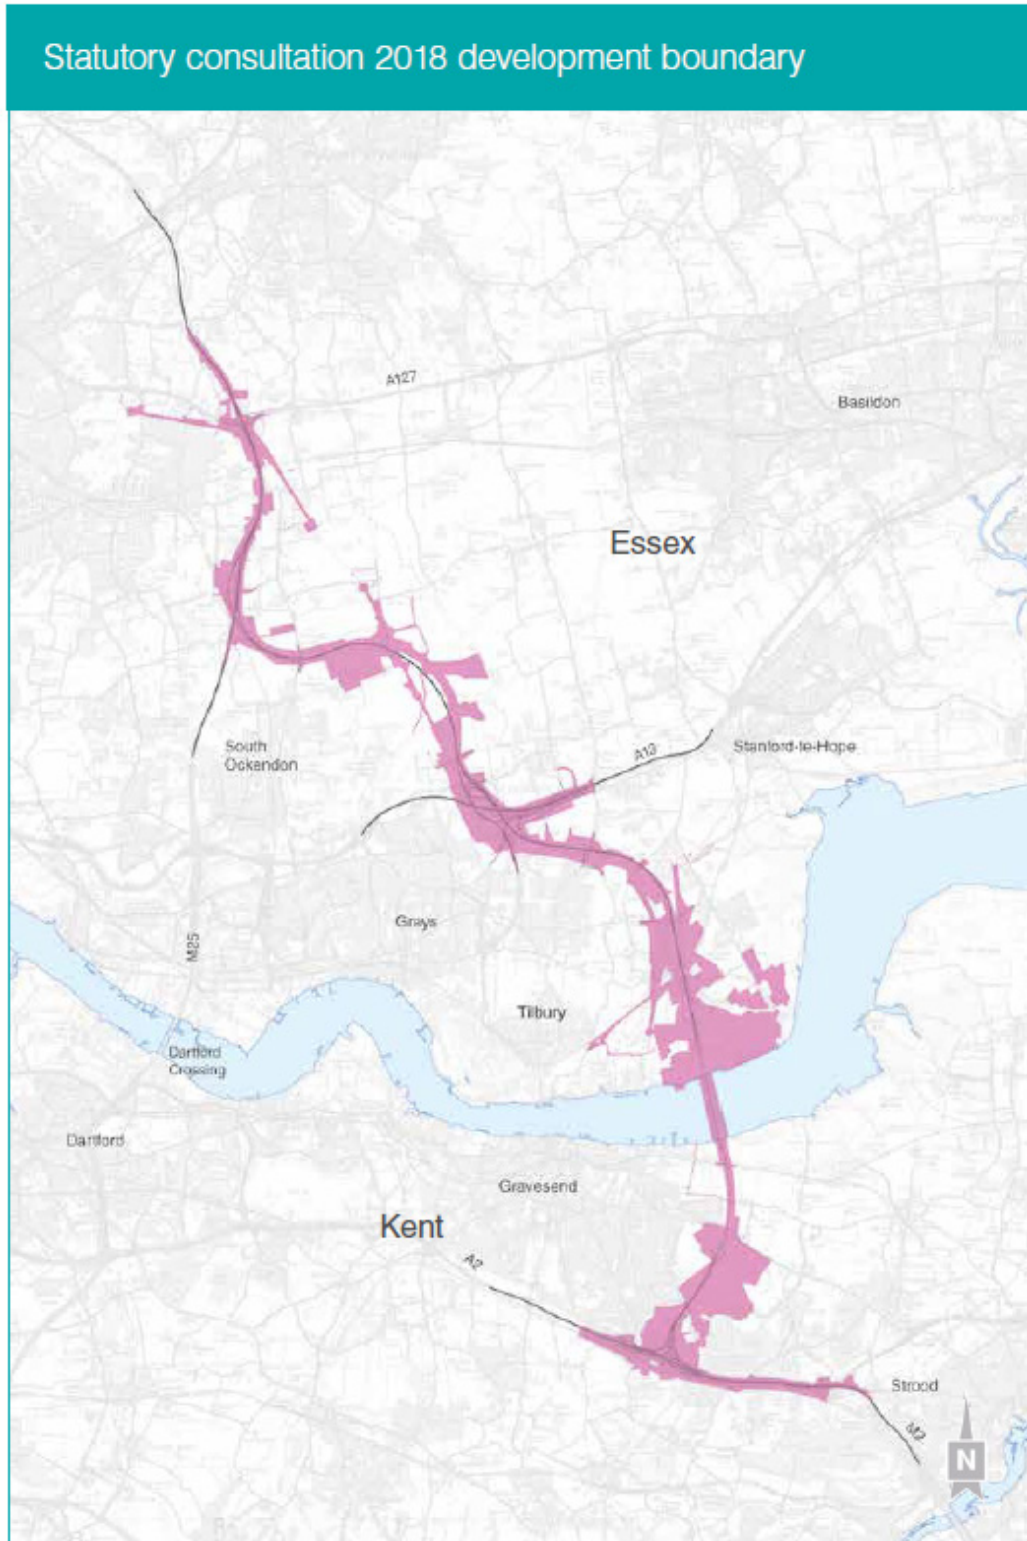 Statutory consultation 2018 development boundary
A127
Basildon
Essex
South
Ockendon
A13
Stanford-le-Hope
Grays
M25
Tilbury
Dartford
Crossing
Dartford
Gravesend
Kent
A2
Strood
M2
N